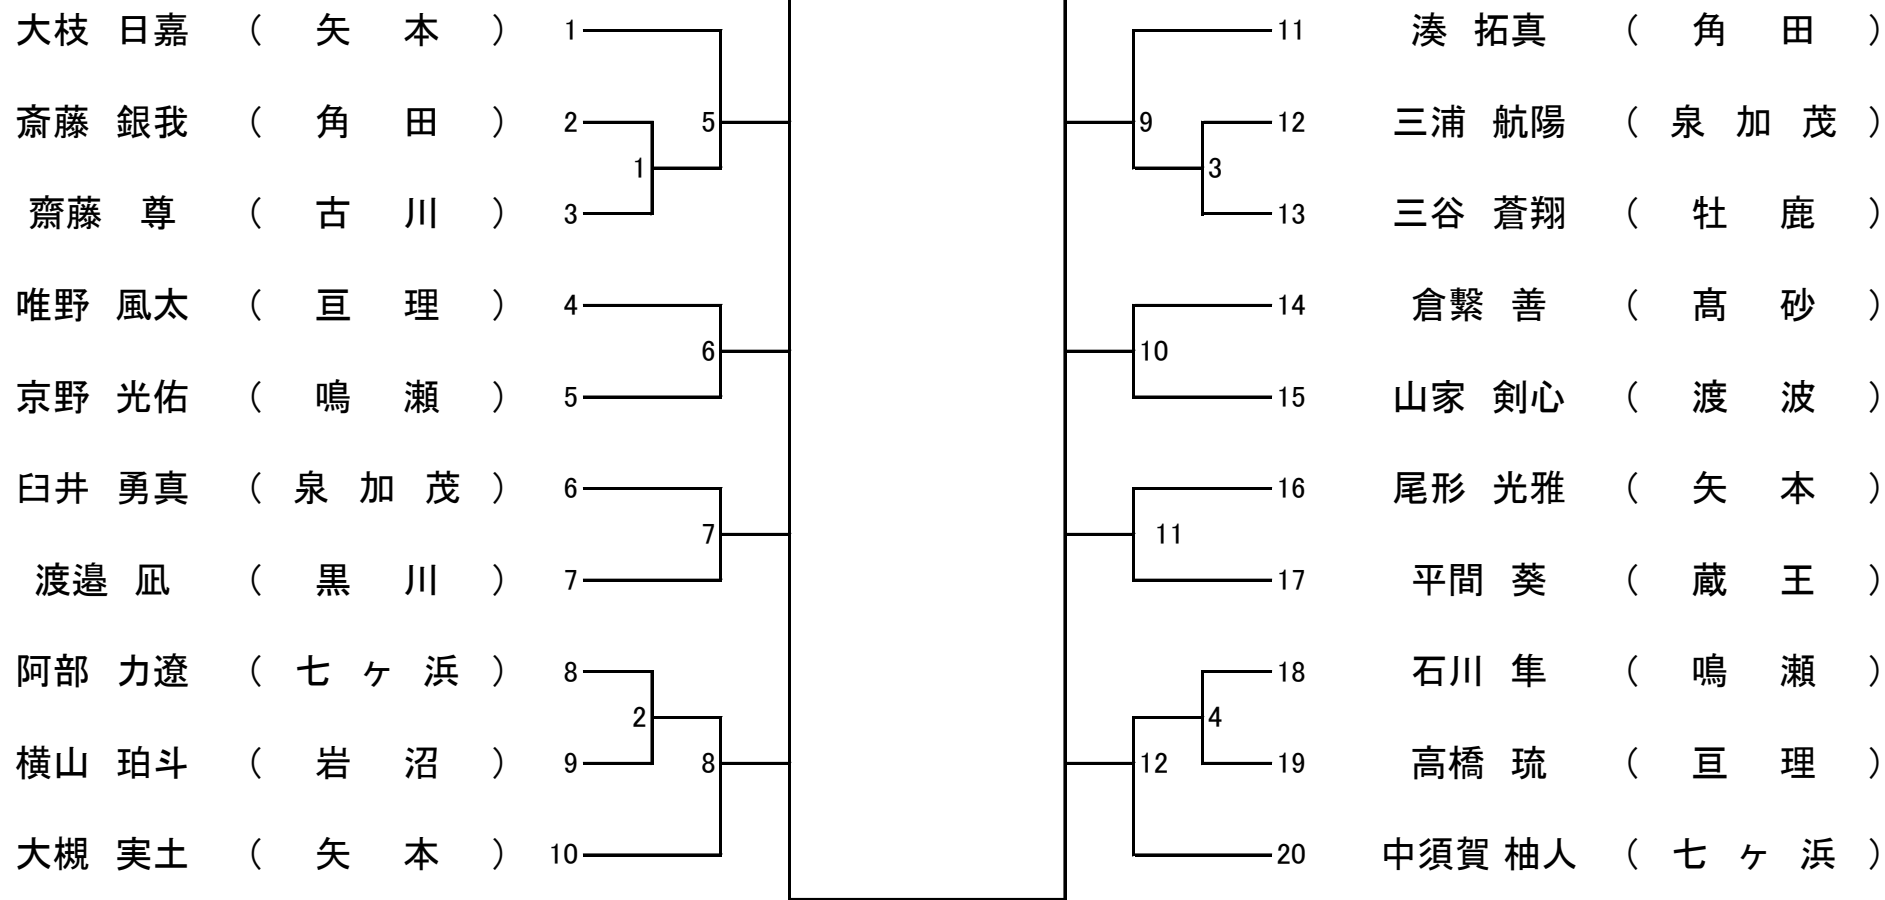 大枝 日嘉 （ 矢 本 ） 1
斎藤 銀我 （ 角 田 ） 2
5
1
齋藤 尊 （ 古 川 ） 3
唯野 風太 （ 亘 理 ） 4
6
京野 光佑 （ 鳴 瀬 ） 5
臼井 勇真 （ 泉 加 茂 ） 6
7
渡邉 凪 （ 黒 川 ） 7
阿部 力遼 （ 七 ヶ 浜 ） 8
2
横山 珀斗 （ 岩 沼 ） 9
8
大槻 実土 （ 矢 本 ） 10
11 湊 拓真 （ 角 田 ）
9
12 三浦 航陽 （ 泉 加 茂 ）
3
13 三谷 蒼翔 （ 牡 鹿 ）
14 倉繋 善 （ 髙 砂 ）
10
15 山家 剣心 （ 渡 波 ）
16 尾形 光雅 （ 矢 本 ）
11
17 平間 葵 （ 蔵 王 ）
18 石川 隼 （ 鳴 瀬 ）
4
12
19 高橋 琉 （ 亘 理 ）
20 中須賀 柚人 （ 七 ヶ 浜 ）